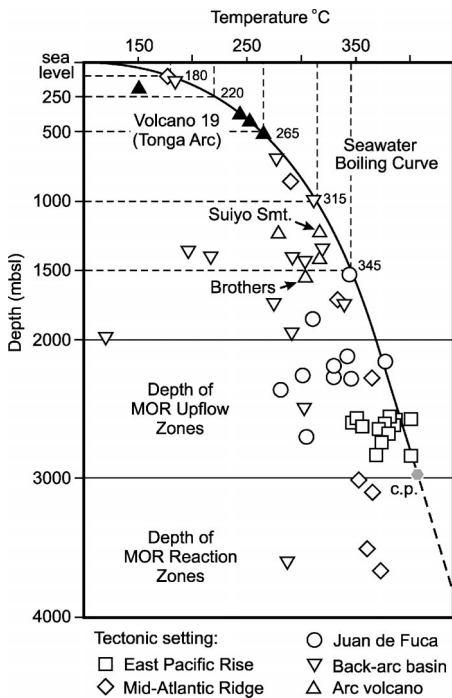 Temperature °C
150 250 350
sea level
180
250
220
Volcano 19
(Tonga Arc)
500
265
Seawater
Boiling Curve
1000
315
Suiyo Smt.
1500
345
Brothers
Depth (mbsl)
2000
Depth of
MOR Upflow
Zones
3000
c.p.
Depth of
MOR Reaction
Zones
4000
Tectonic setting:
East Pacific Rise
Mid-Atlantic Ridge
Juan de Fuca
Back-arc basin
Arc volcano